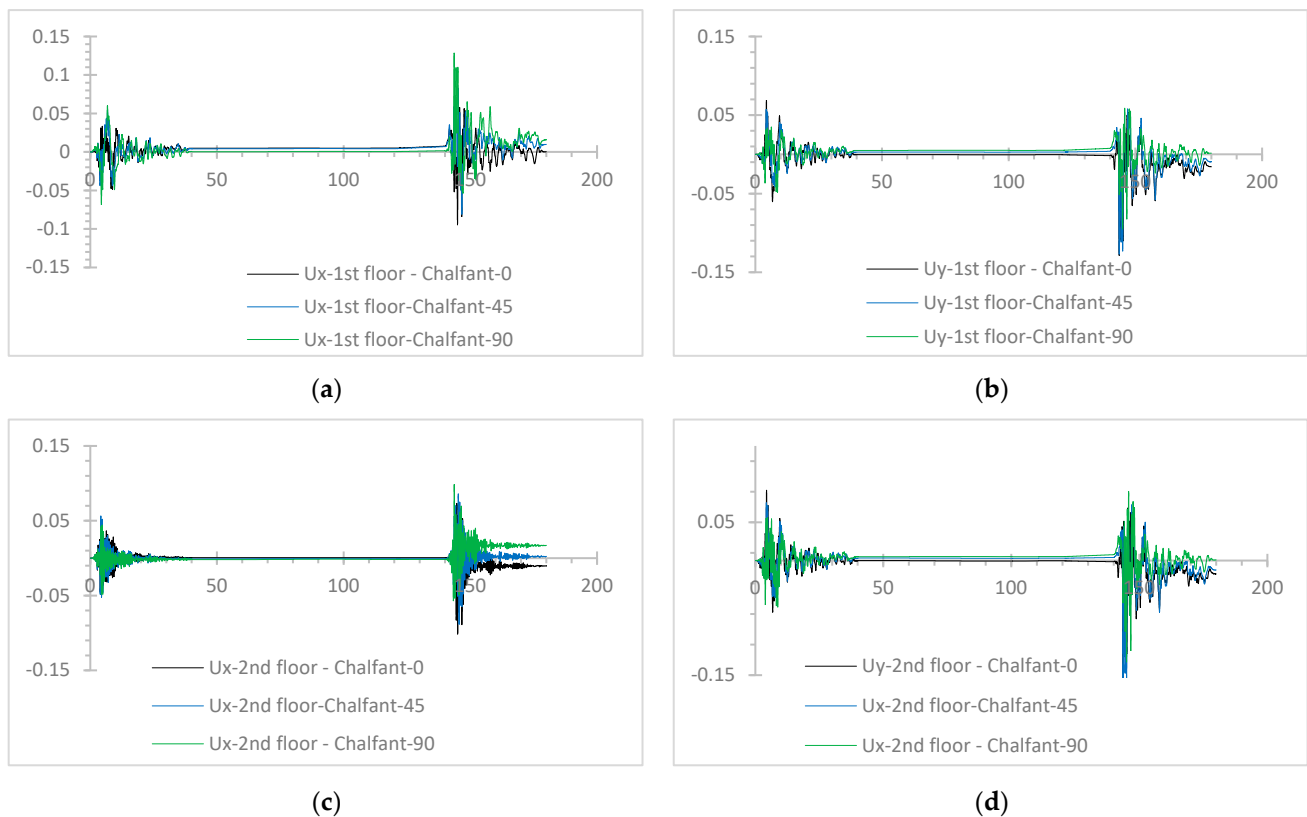 0.15
0.1
0.05
0
-0.05
-0.1
-0.15
0 50 100 150 200
Ux-1st floor - Chalfant-0
Ux-1st floor-Chalfant-45
Ux-1st floor-Chalfant-90
(a)
0.15
0.05
-0.05
-0.15
0 50 100 150 200
Uy-1st floor - Chalfant-0
Uy-1st floor-Chalfant-45
Uy-1st floor-Chalfant-90
(b)
0.15
0.05
-0.05
-0.15
0 50 100 150 200
Ux-2nd floor - Chalfant-0
Ux-2nd floor-Chalfant-45
Ux-2nd floor - Chalfant-90
(c)
0.05
-0.15
0 50 100 150 200
Uy-2nd floor - Chalfant-0
Ux-2nd floor-Chalfant-45
Ux-2nd floor - Chalfant-90
(d)